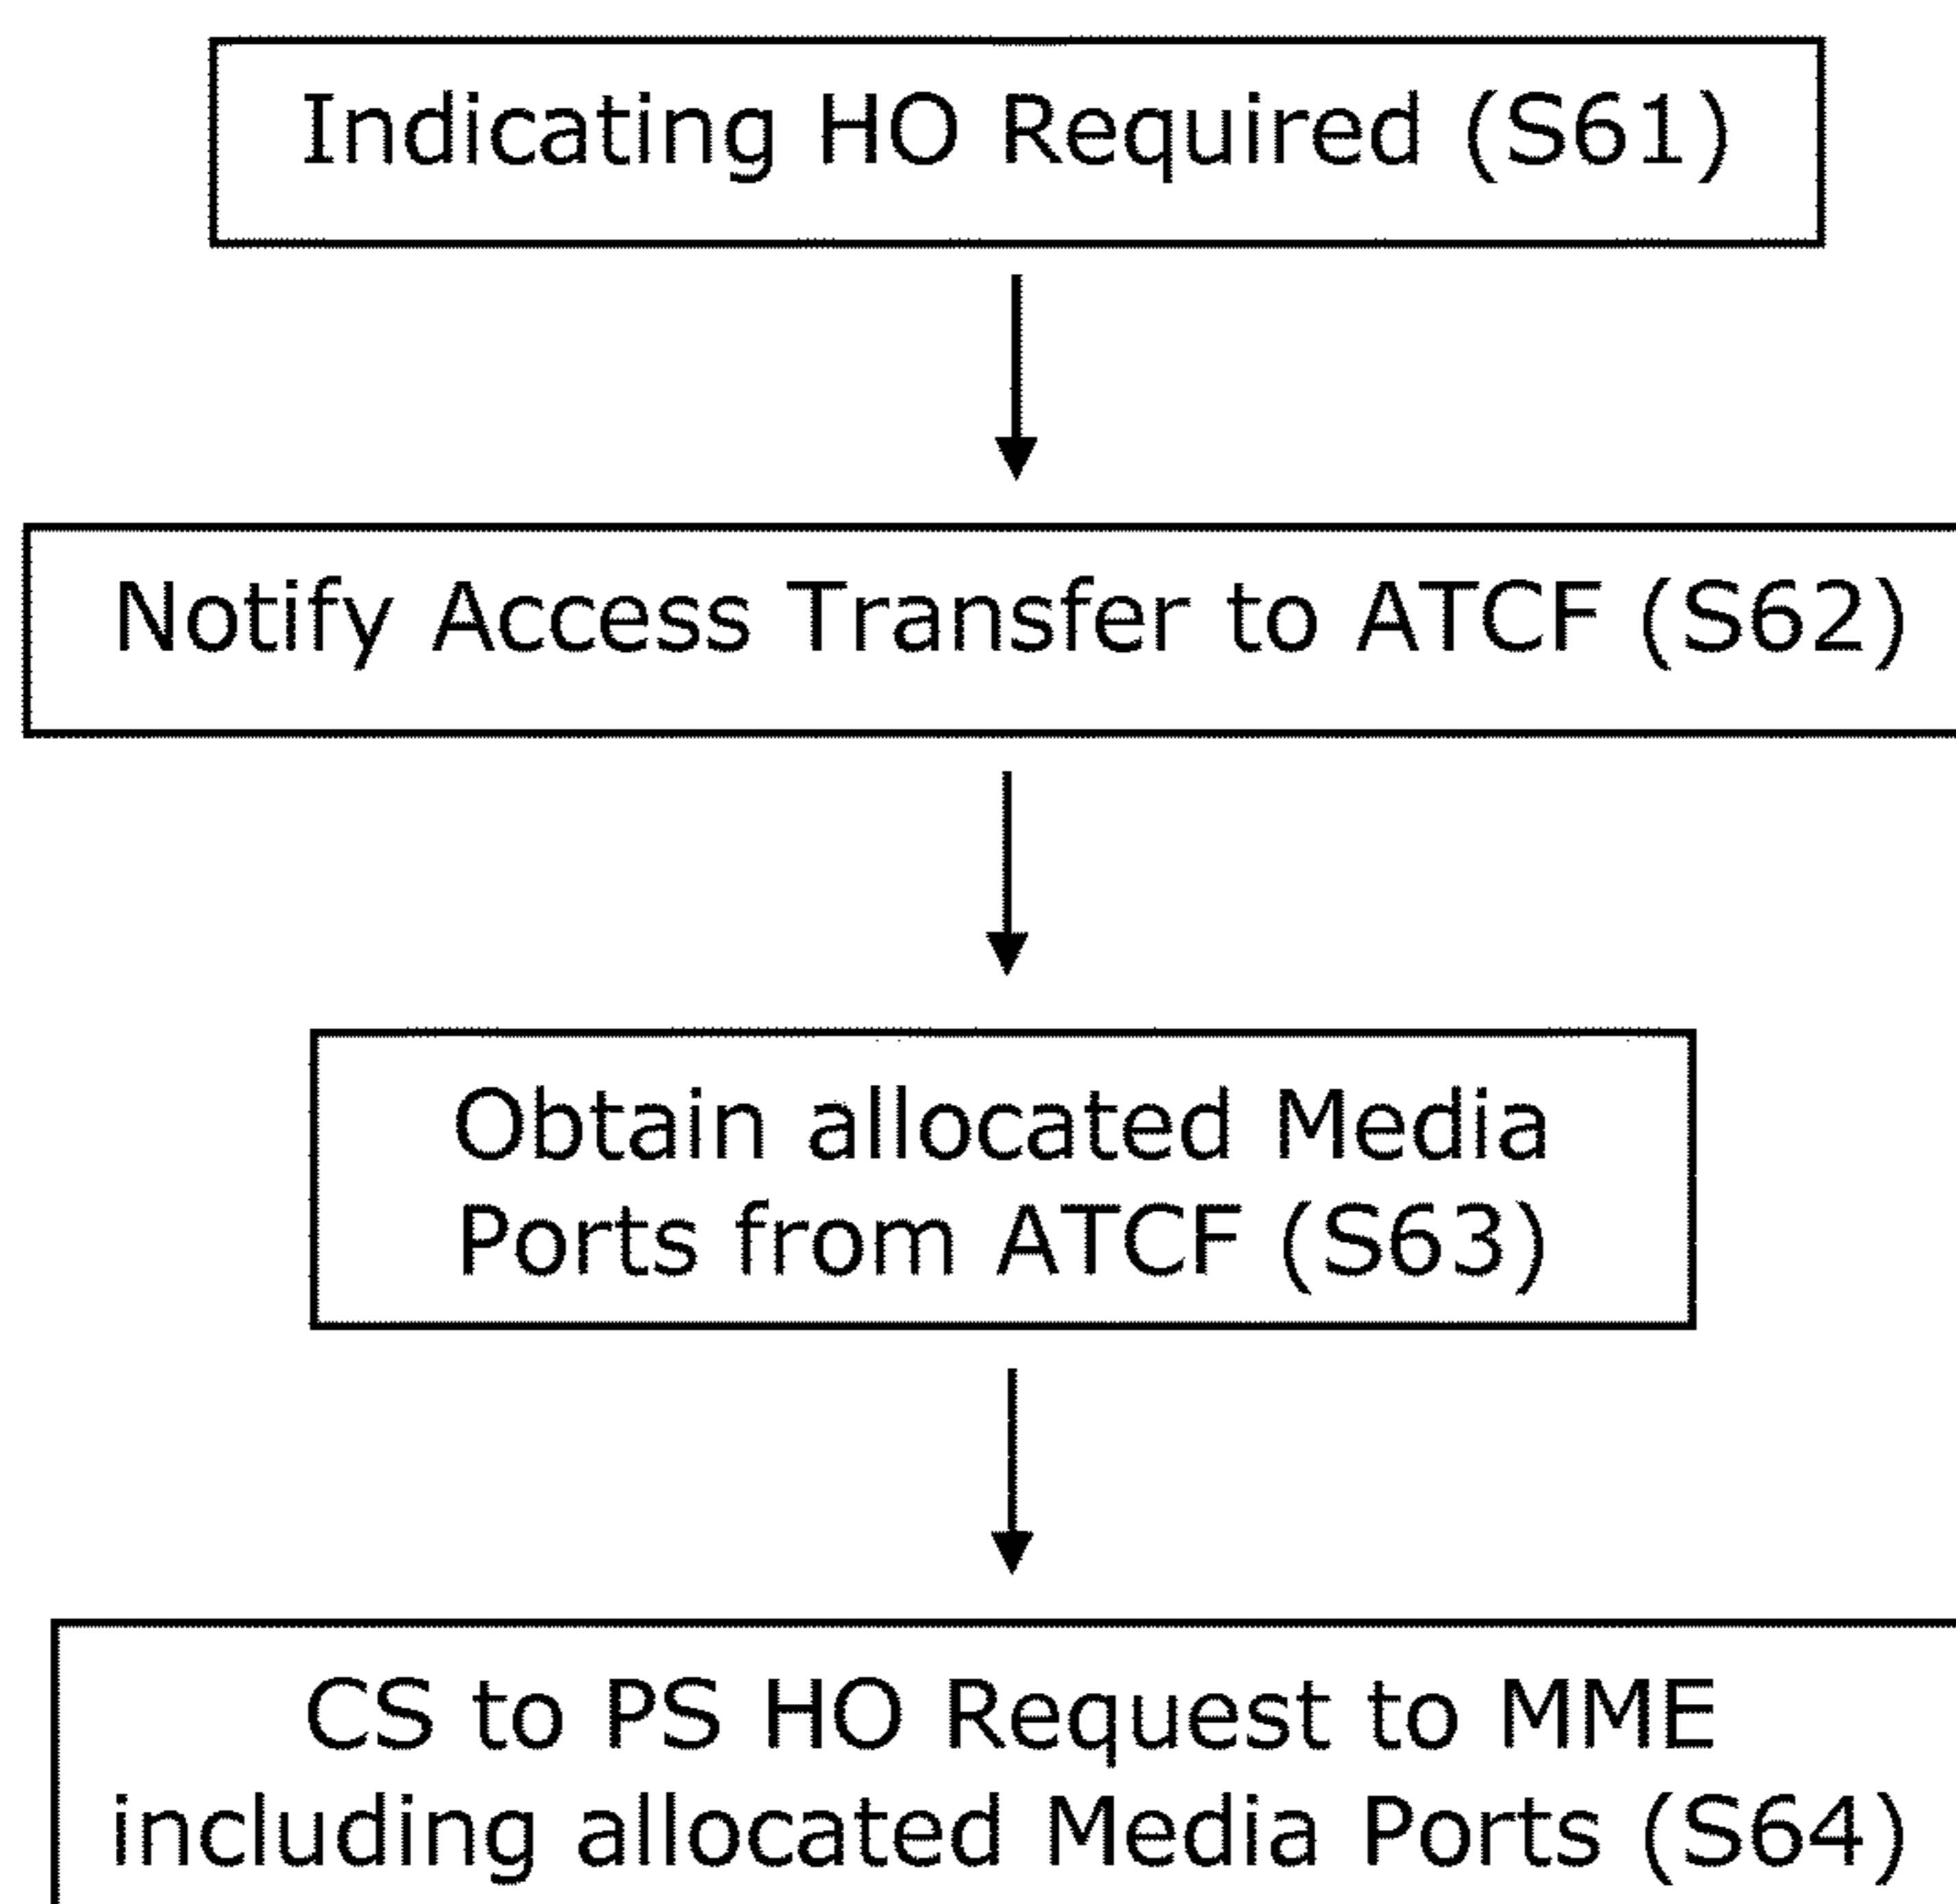 Indicating HO Required (S61)
Notify Access Transfer to ATCF (S62)
Obtain allocated Media
Ports from ATCF (S63)
CS to PS HO Request to MME
including allocated Media Ports (S64)